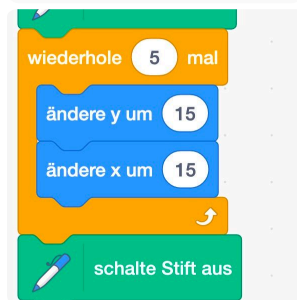 wiederhole 5 mal
ändere y um 15
ändere x um 15
schalte Stift aus